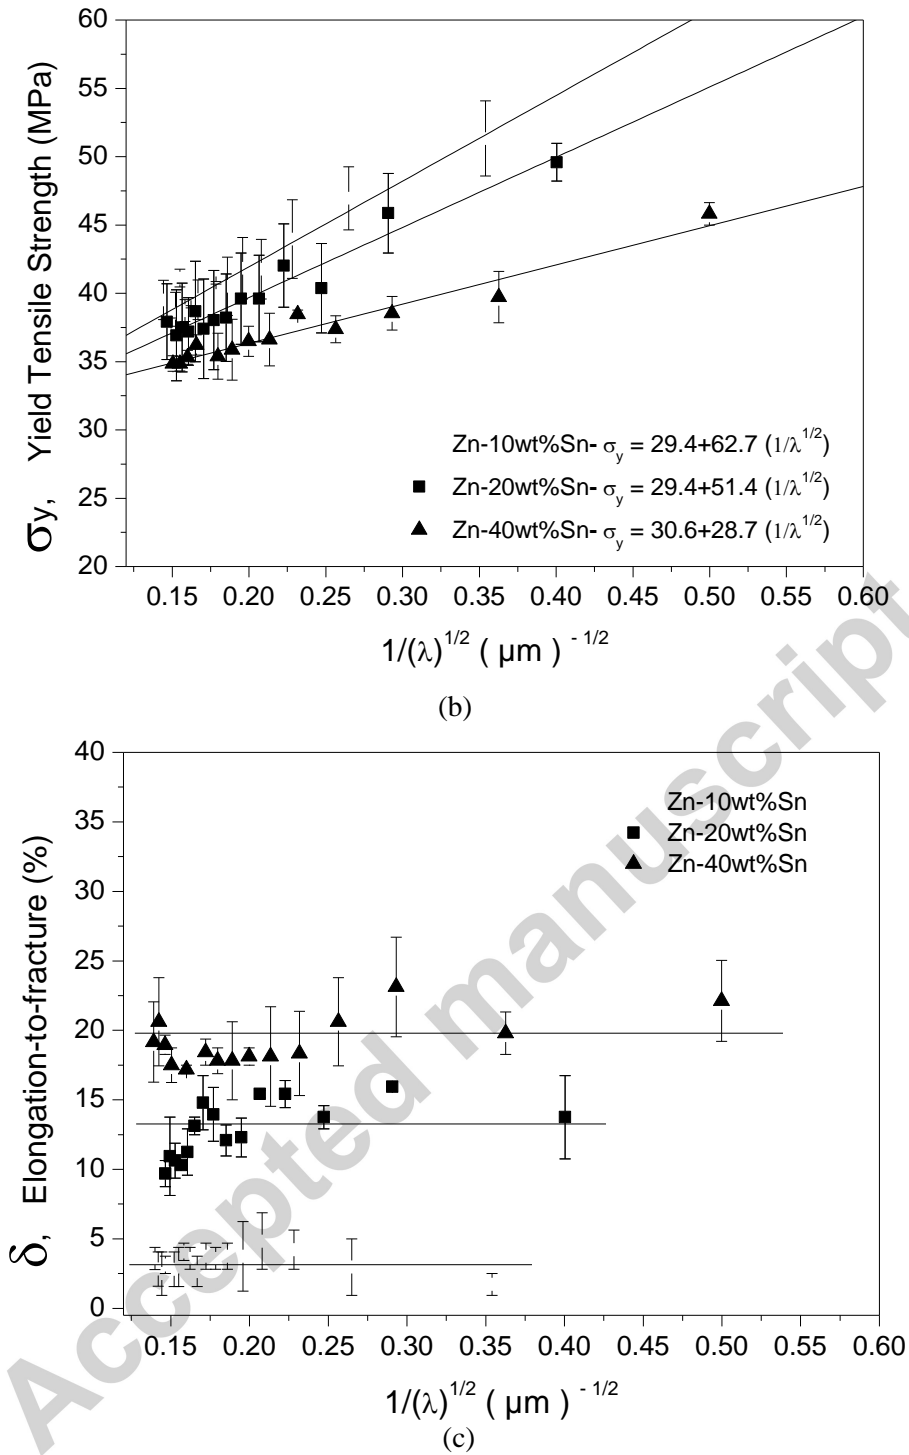 60
55
50
45
40
35
30
25
20
σy, Yield Tensile Strength (MPa)
Zn-10wt%Sn- σy = 29.4+62.7 (1/λ^1/2)
Zn-20wt%Sn- σy = 29.4+51.4 (1/λ^1/2)
Zn-40wt%Sn- σy = 30.6+28.7 (1/λ^1/2)
0.15 0.20 0.25 0.30 0.35 0.40 0.45 0.50 0.55 0.60
1/(λ)^1/2 ( μm ) ^- 1/2
(b)
40
35
30
25
20
15
10
5
0
δ, Elongation-to-fracture (%)
Zn-10wt%Sn
Zn-20wt%Sn
Zn-40wt%Sn
0.15 0.20 0.25 0.30 0.35 0.40 0.45 0.50 0.55 0.60
1/(λ)^1/2 ( μm ) ^- 1/2
(c)
Accepted manuscript